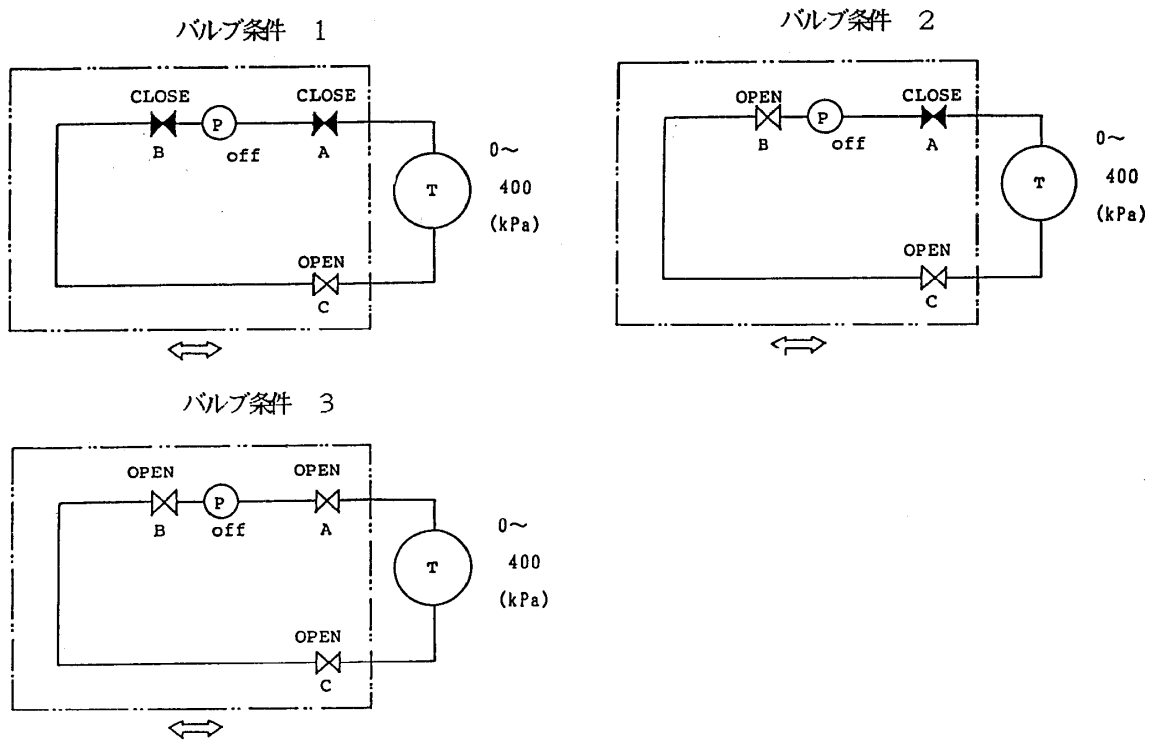 バルブ条件 1
CLOSE CLOSE
P
B off A
T
0～
400
(kPa)
OPEN
C
バルブ条件 2
OPEN CLOSE
P
B off A
T
0～
400
(kPa)
OPEN
C
バルブ条件 3
OPEN OPEN
P
B off A
T
0～
400
(kPa)
OPEN
C